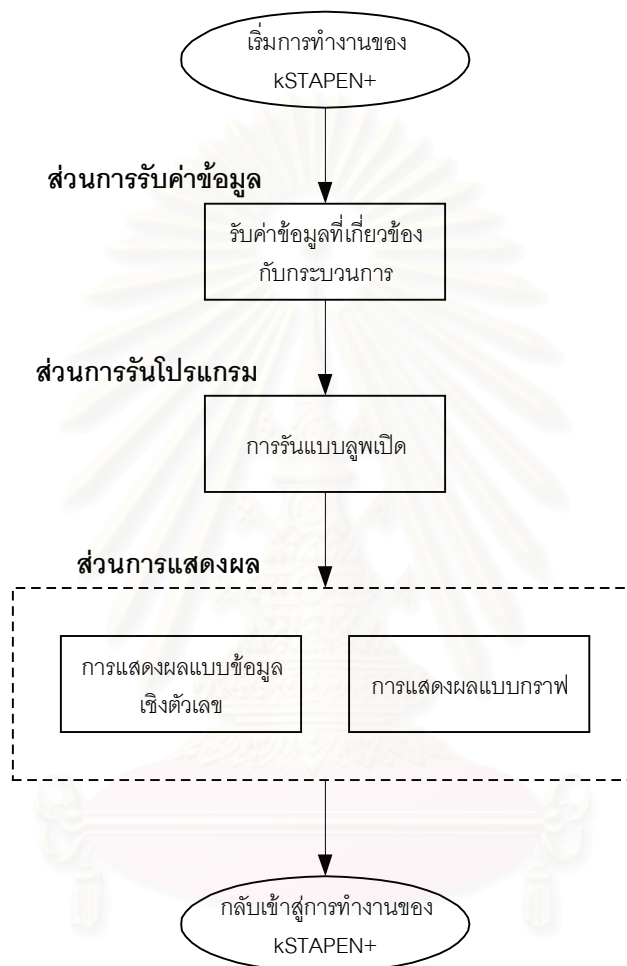 เริ่มการทำงานของ
kSTAPEN+
ส่วนการรับค่าข้อมูล
รับค่าข้อมูลที่เกี่ยวข้อง
กับกระบวนการ
ส่วนการรันโปรแกรม
การรันแบบลูพเปิด
ส่วนการแสดงผล
การแสดงผลแบบข้อมูล
เชิงตัวเลข
การแสดงผลแบบกราฟ
กลับเข้าสู่การทำงานของ
kSTAPEN+